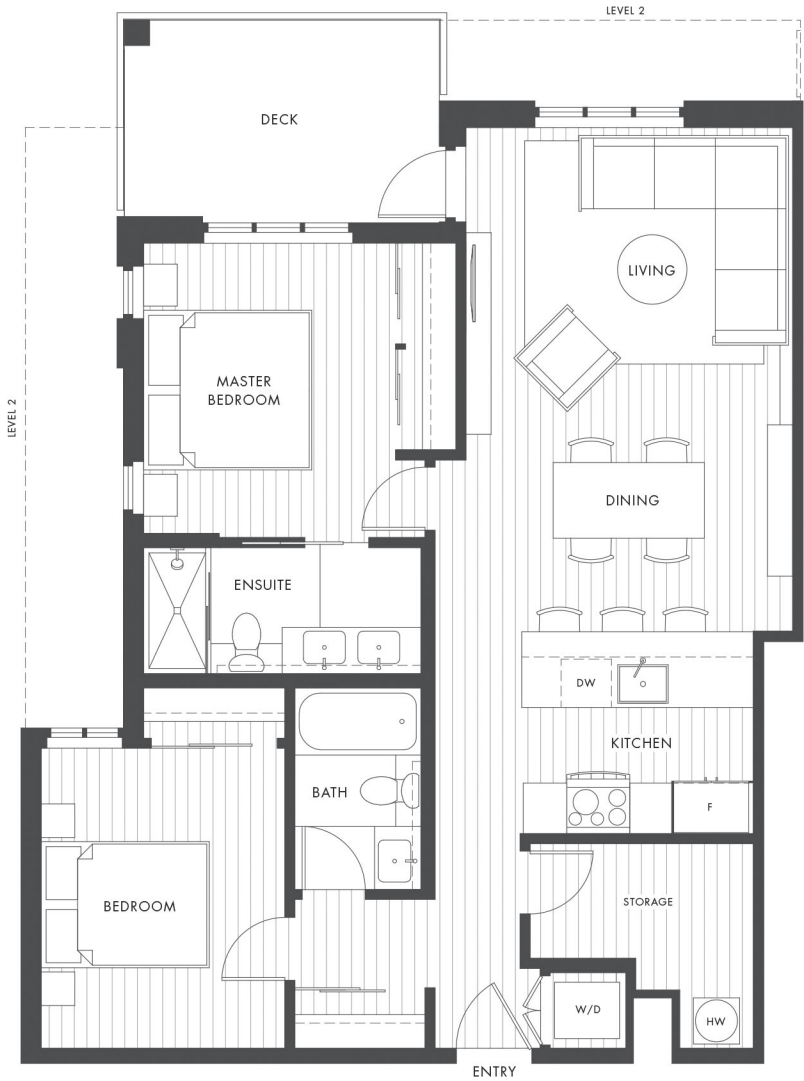 LEVEL 2
DECK
LIVING
MASTER
BEDROOM
LEVEL 2
DINING
ENSUITE
DW
KITCHEN
BATH
F
BEDROOM
STORAGE
W/D
HW
ENTRY